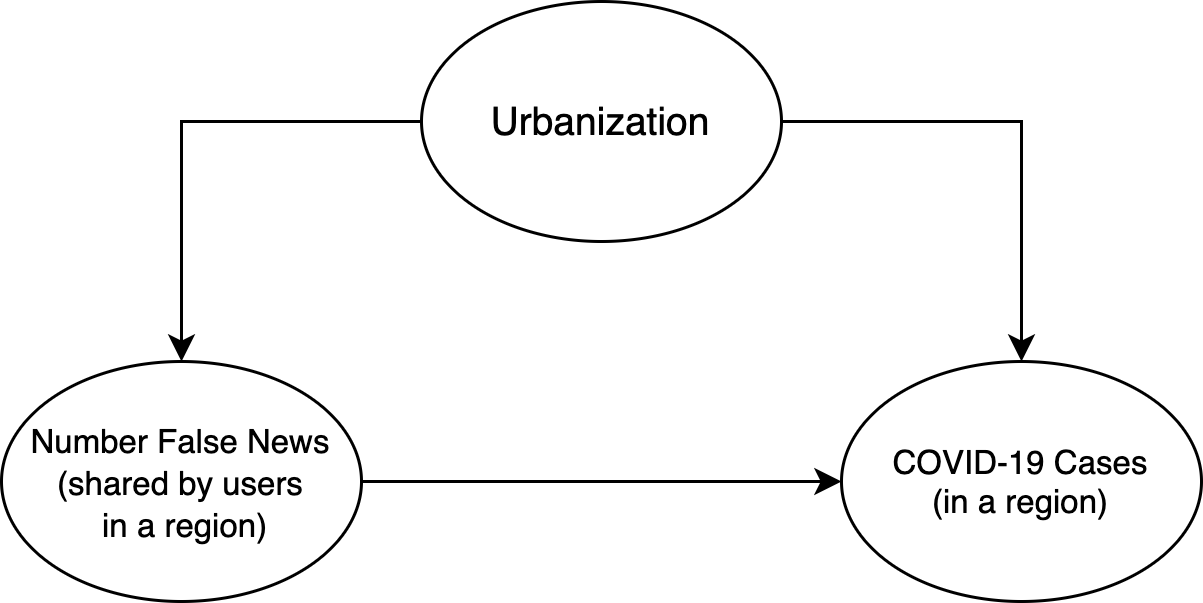 Urbanization
Number False News
(shared by users
in a region)
COVID-19 Cases
(in a region)